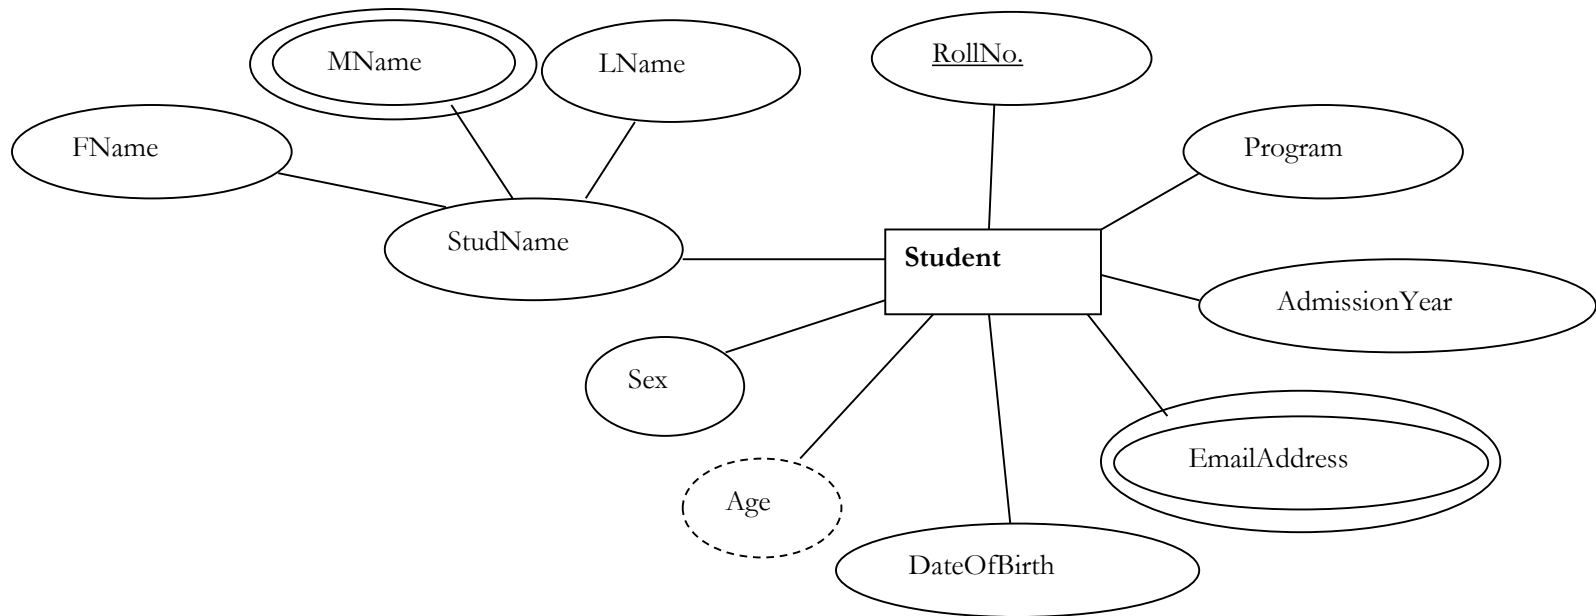 MName
LName
RollNo.
FName
Program
StudName
Student
AdmissionYear
Sex
EmailAddress
Age
DateOfBirth